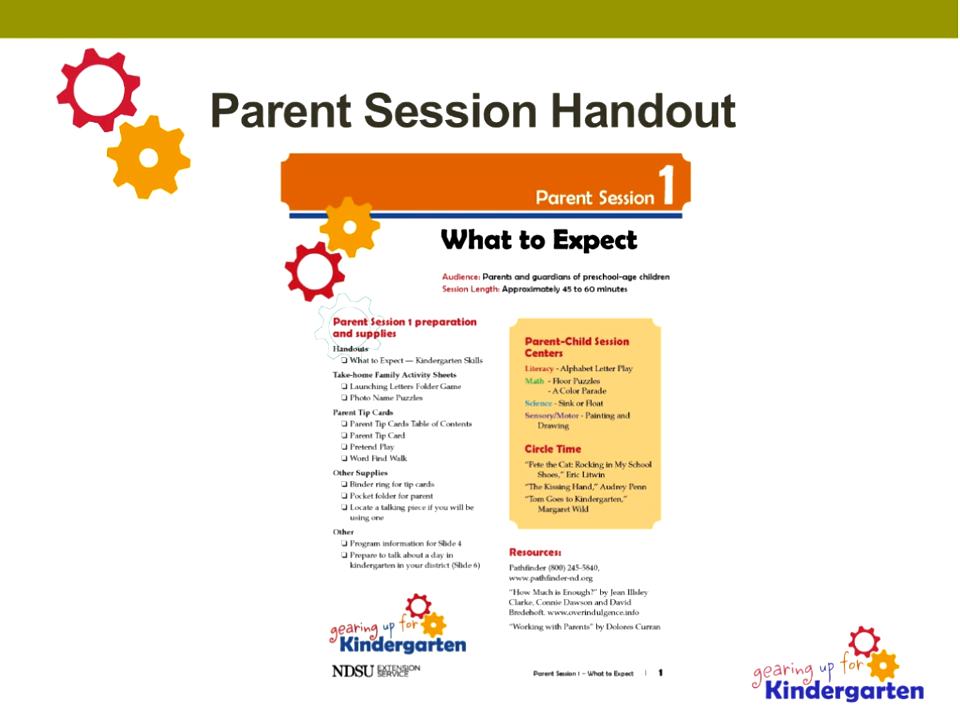 Parent Session Handout
Parent Session 1
What to Expect
Audience: Parents and guardians of preschool-age children
Session Length: Approximately 45 to 60 minutes
Parent Session 1 preparation
and supplies
Handouts
❏ What to Expect — Kindergarten Skills
Take-home Family Activity Sheets
❏ Launching Letters Folder Game
❏ Photo Name Puzzles
Parent Tip Cards
❏ Parent Tip Cards Table of Contents
❏ Parent Tip Card
❏ Pretend Play
❏ Word Find Walk
Other Supplies
❏ Binder ring for tip cards
❏ Pocket folder for parent
❏ Locate a talking piece if you will be
using one
Other
❏ Program information for Slide 4
❏ Prepare to talk about a day in
kindergarten in your district (Slide 6)
Parent-Child Session
Centers
Literacy - Alphabet Letter Play
Math - Floor Puzzles
- A Color Parade
Science - Sink or Float
Sensory/Motor - Painting and
Drawing
Circle Time
"Pete the Cat: Rocking in My School
Shoes," Eric Litwin
"The Kissing Hand," Audrey Penn
"Tom Goes to Kindergarten,"
Margaret Wild
Resources:
Pathfinder (800) 245-5840,
www.pathfinder-nd.org
"How Much is Enough?" by Jean Illsley
Clarke, Connie Dawson and David
Bredehoft. www.overindulgence.info
"Working with Parents" by Dolores Curran
gearing up for
Kindergarten
NDSU EXTENSION
SERVICE
Parent Session 1 – What to Expect | 1
gearing up for
Kindergarten